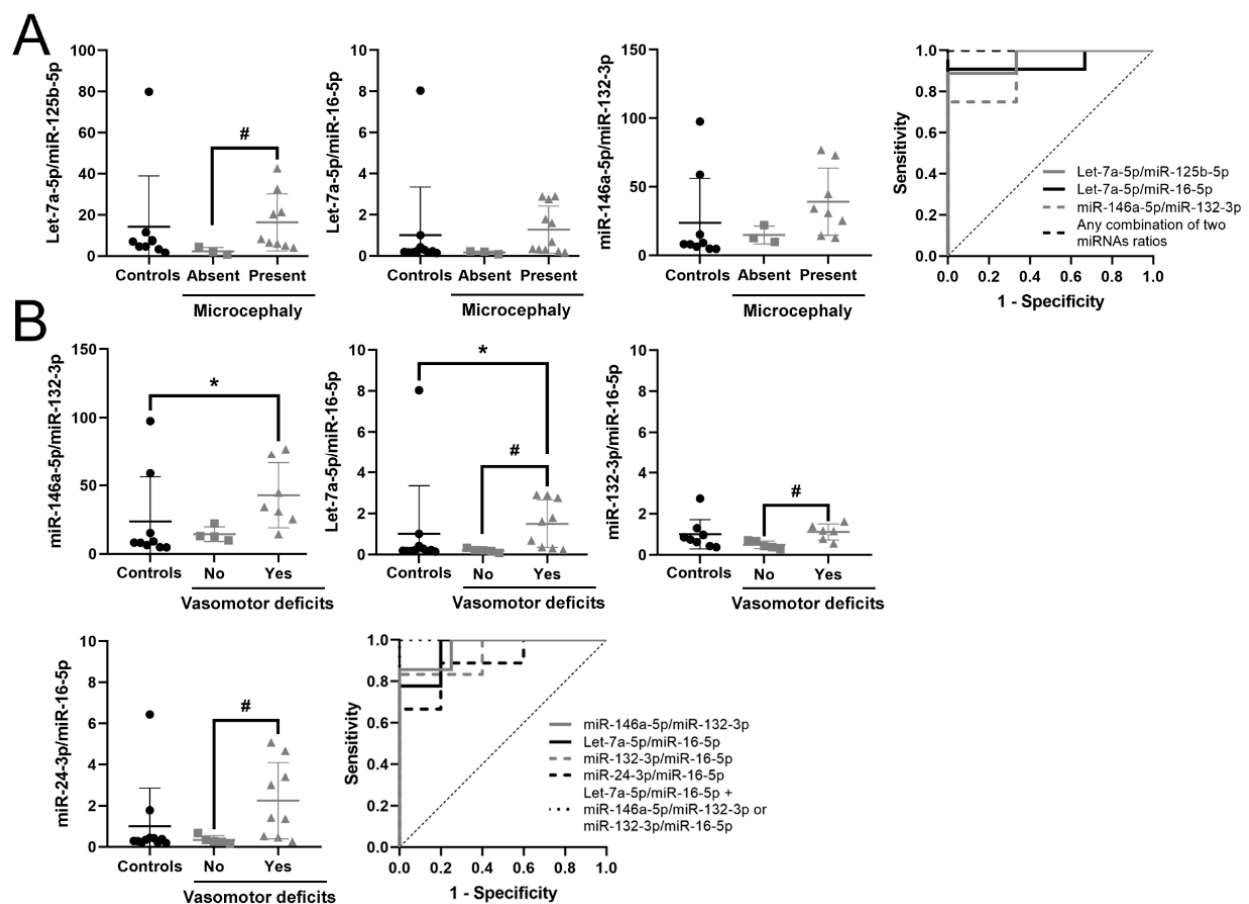 A
Let-7a-5p/miR-125b-5p
100
80
60
40
20
0
#
Controls Absent Present
Microcephaly
Let-7a-5p/miR-16-5p
10
8
6
4
2
0
Controls Absent Present
Microcephaly
miR-146a-5p/miR-132-3p
150
100
50
0
Controls Absent Present
Microcephaly
Sensitivity
1.0
0.8
0.6
0.4
0.2
0.0
Let-7a-5p/miR-125b-5p
Let-7a-5p/miR-16-5p
miR-146a-5p/miR-132-3p
Any combination of two
miRNAs ratios
0.0 0.2 0.4 0.6 0.8 1.0
1 - Specificity
B
miR-146a-5p/miR-132-3p
150
100
50
0
*
Controls No Yes
Vasomotor deficits
Let-7a-5p/miR-16-5p
10
8
6
4
2
0
*
#
Controls No Yes
Vasomotor deficits
miR-132-3p/miR-16-5p
10
8
6
4
2
0
#
Controls No Yes
Vasomotor deficits
miR-24-3p/miR-16-5p
10
8
6
4
2
0
#
Controls No Yes
Vasomotor deficits
Sensitivity
1.0
0.8
0.6
0.4
0.2
0.0
miR-146a-5p/miR-132-3p
Let-7a-5p/miR-16-5p
miR-132-3p/miR-16-5p
miR-24-3p/miR-16-5p
Let-7a-5p/miR-16-5p +
miR-146a-5p/miR-132-3p or
miR-132-3p/miR-16-5p
0.0 0.2 0.4 0.6 0.8 1.0
1 - Specificity